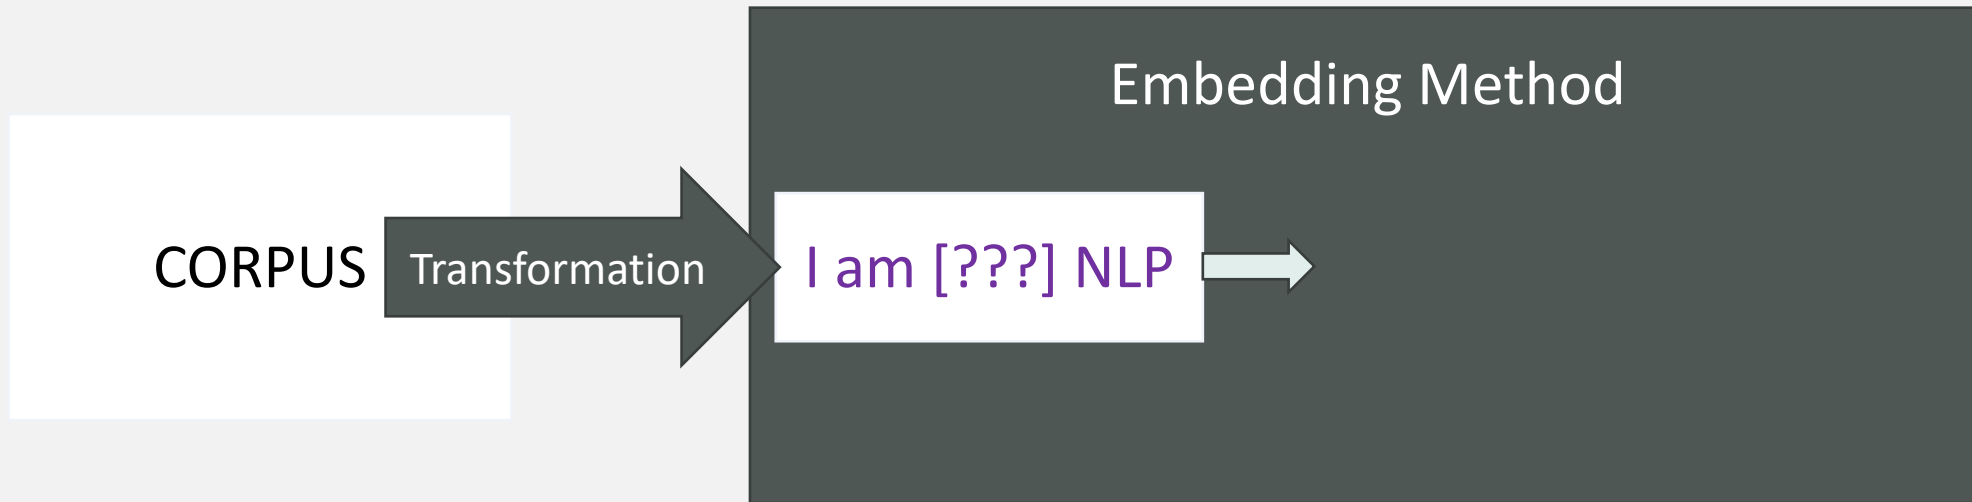 Embedding Method
CORPUS
Transformation
I am [???] NLP